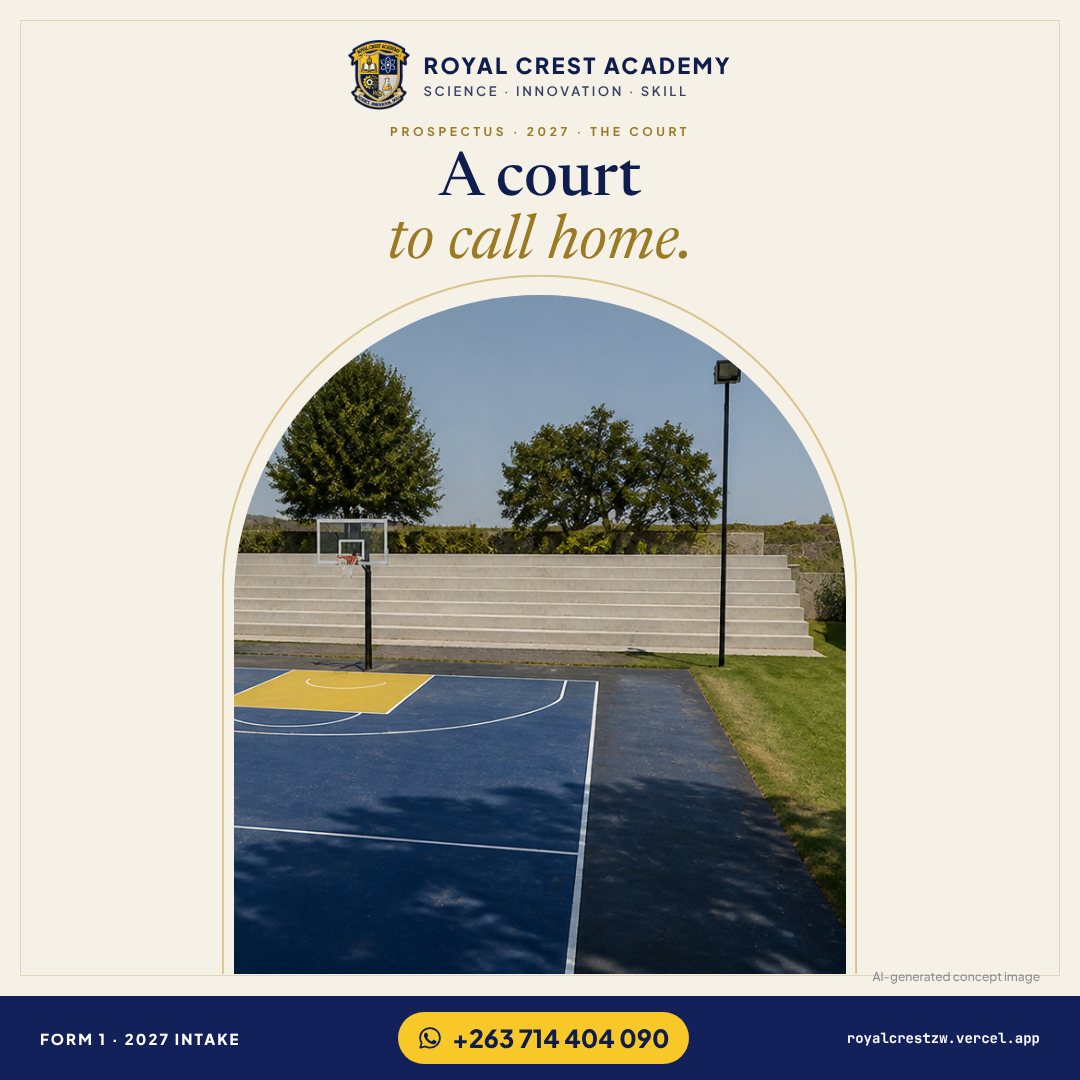 ROYAL CREST ACADEMY
SCIENCE · INNOVATION · SKILL
PROSPECTUS · 2027 · THE COURT
A court
to call home.
AI-generated concept image
FORM 1 · 2027 INTAKE
+263 714 404 090
royalcrestzw.vercel.app